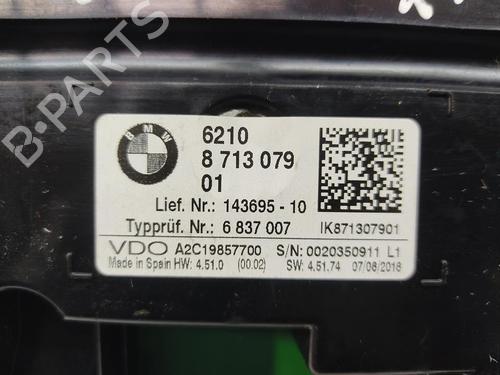 BMW
6210
8 713 079
01
Lief. Nr.: 143695 - 10
Typprüf. Nr.: 6 837 007
IK871307901
VDO A2C19857700 S/N: 0020350911 L1
Made in Spain HW: 4.51.0 (00.02) SW: 4.51.74 07/06/2018
B-PARTS